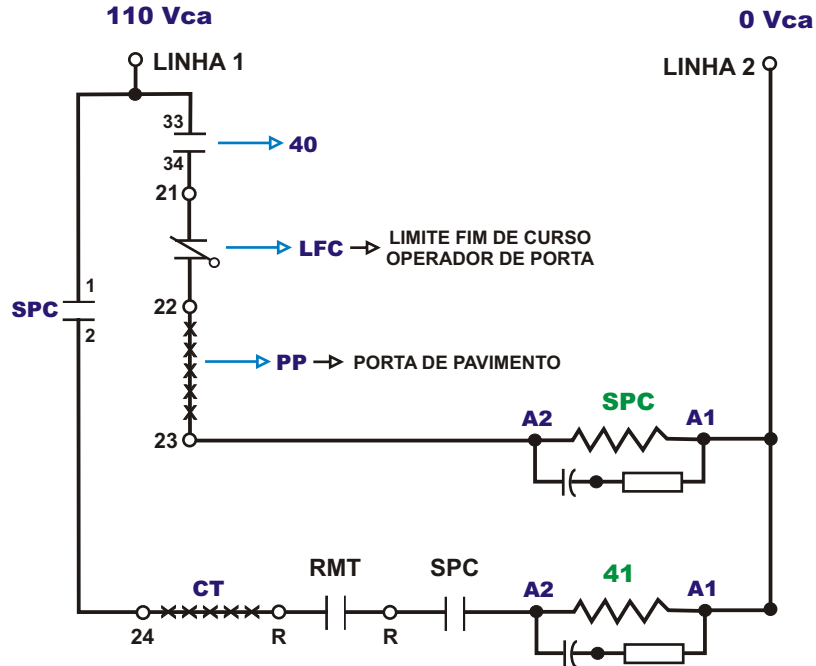 110 Vca
0 Vca
LINHA 1
LINHA 2
33
40
34
21
LFC
LIMITE FIM DE CURSO
OPERADOR DE PORTA
1
SPC
2
22
PP
PORTA DE PAVIMENTO
SPC
A2
A1
23
RMT
SPC
41
CT
A2
A1
24
R
R